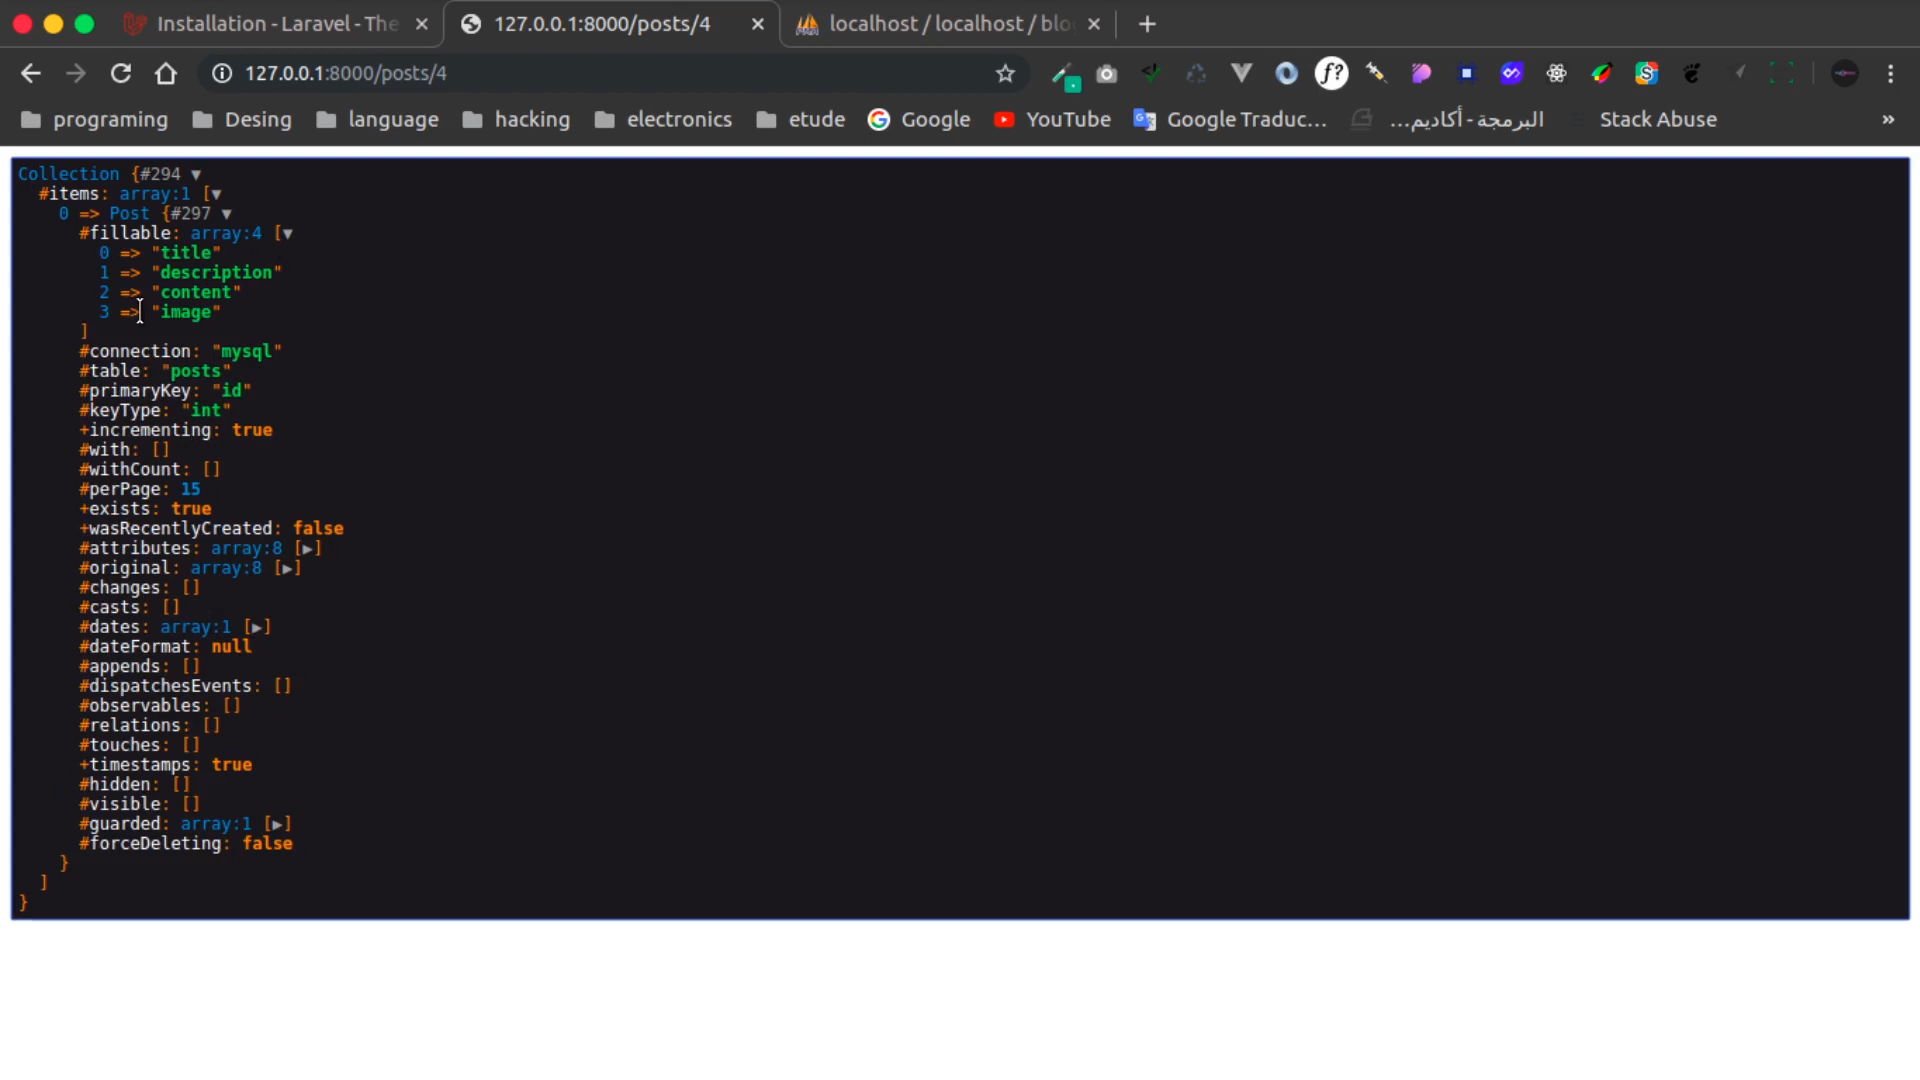 Installation - Laravel - The
127.0.0.1:8000/posts/4
localhost / localhost / blo
127.0.0.1:8000/posts/4
f?
S
programing
Desing
language
hacking
electronics
etude
Google
YouTube
Google Traduc...
البرمجة - أكاديم...
Stack Abuse
»
Collection {#294 ▼
#items: array:1 [▼
0 => Post {#297 ▼
#fillable: array:4 [▼
0 => "title"
1 => "description"
2 => "content"
3 => "image"
]
#connection: "mysql"
#table: "posts"
#primaryKey: "id"
#keyType: "int"
+incrementing: true
#with: []
#withCount: []
#perPage: 15
+exists: true
+wasRecentlyCreated: false
#attributes: array:8 [▶]
#original: array:8 [▶]
#changes: []
#casts: []
#dates: array:1 [▶]
#dateFormat: null
#appends: []
#dispatchesEvents: []
#observables: []
#relations: []
#touches: []
+timestamps: true
#hidden: []
#visible: []
#guarded: array:1 [▶]
#forceDeleting: false
}
]
}